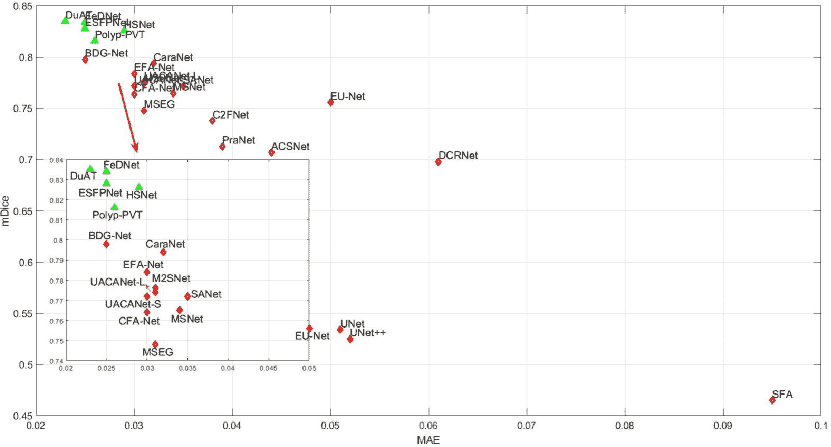 0.85
DuAT FeDNet
ESFPNet HSNet
Polyp-PVT
0.8
BDG-Net
CaraNet
EFA-Net
UACANet-L
SANet
CFA-Net MSNet
0.75
MSEG
EU-Net
C2FNet
PraNet
ACSNet
0.7
DCRNet
mDice
0.65
0.6
0.55
0.5
0.45
0.84
FeDNet
DuAT
0.83
ESFPNet HSNet
0.82
Polyp-PVT
0.81
0.8
BDG-Net
CaraNet
0.79
EFA-Net
0.78
UACANet-L M2SNet
0.77
SANet
UACANet-S
0.76
CFA-Net MSNet
0.75
MSEG
0.74
0.02 0.025 0.03 0.035 0.04 0.045 0.05
EU-Net
UNet
UNet++
SFA
0.02 0.03 0.04 0.05 0.06 0.07 0.08 0.09 0.1
MAE